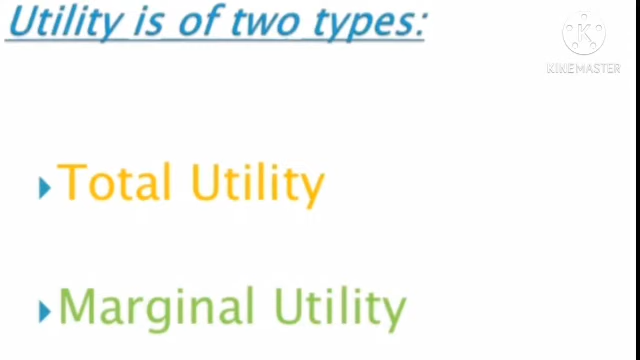 Utility is of two types:
KINEMASTER
Total Utility
Marginal Utility